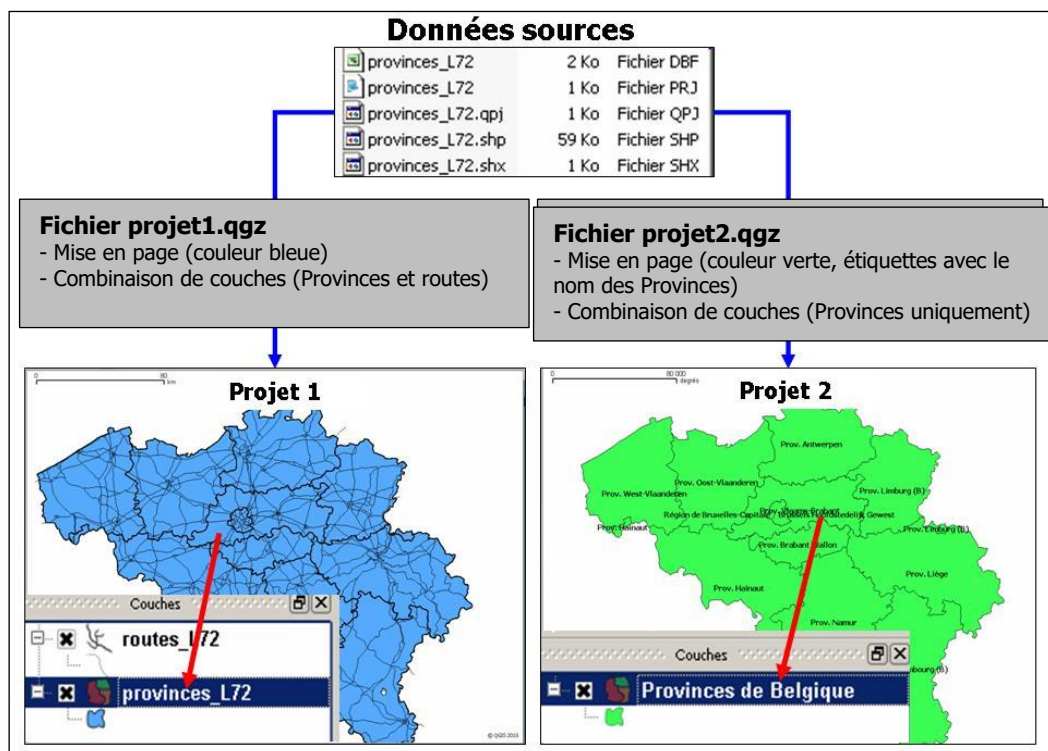 Données sources
provinces_L72 2 Ko Fichier DBF
provinces_L72 1 Ko Fichier PRJ
provinces_L72.qpj 1 Ko Fichier QPJ
provinces_L72.shp 59 Ko Fichier SHP
provinces_L72.shx 1 Ko Fichier SHX
Fichier projet1.qgz
- Mise en page (couleur bleue)
- Combinaison de couches (Provinces et routes)
Fichier projet2.qgz
- Mise en page (couleur verte, étiquettes avec le
nom des Provinces)
- Combinaison de couches (Provinces uniquement)
0 80
km
Projet 1
Couches
routes_L72
provinces_L72
© QGIS 2010
0 80 000
degrés
Projet 2
Prov. Antwerpen
Prov. Oost-Vlaanderen
Prov. West-Vlaanderen
Prov. Limburg (B)
Région de Bruxelles-Capitale
Gewest
Prov. Hainaut
Prov. Limburg (B)
Prov. Brabant Wallon
Prov. Liège
Prov. Hainaut
Prov. Namur
Couches
Provinces de Belgique